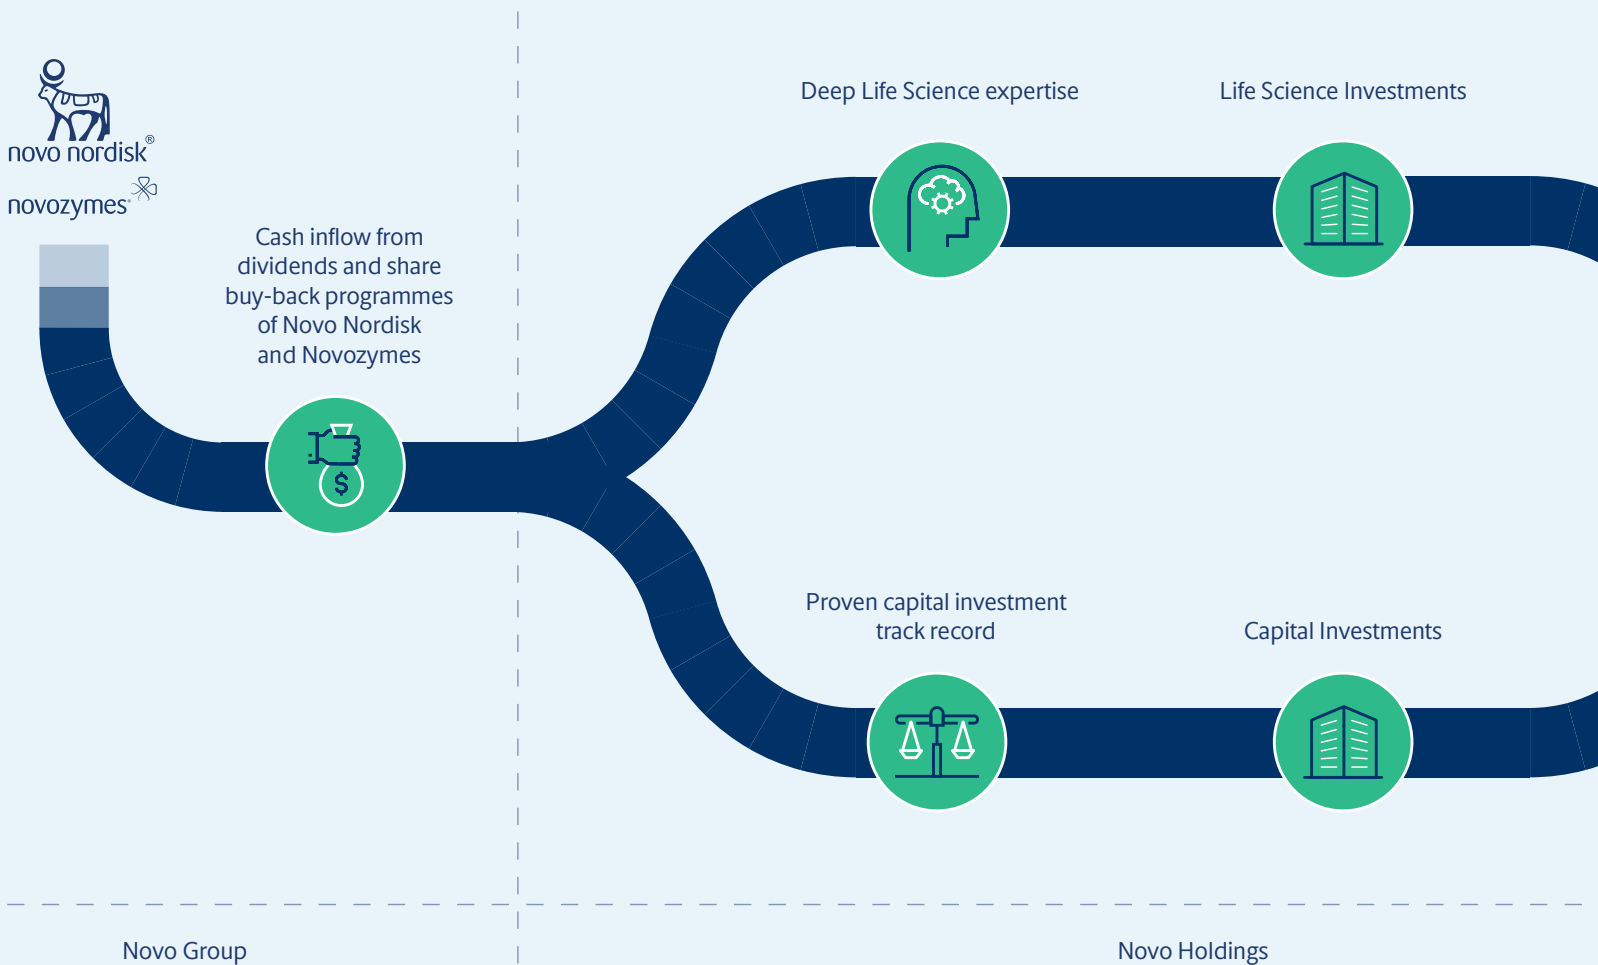 novo nordisk®
novozymes®
Cash inflow from
dividends and share
buy-back programmes
of Novo Nordisk
and Novozymes
$
Deep Life Science expertise
Life Science Investments
Proven capital investment
track record
Capital Investments
Novo Group
Novo Holdings